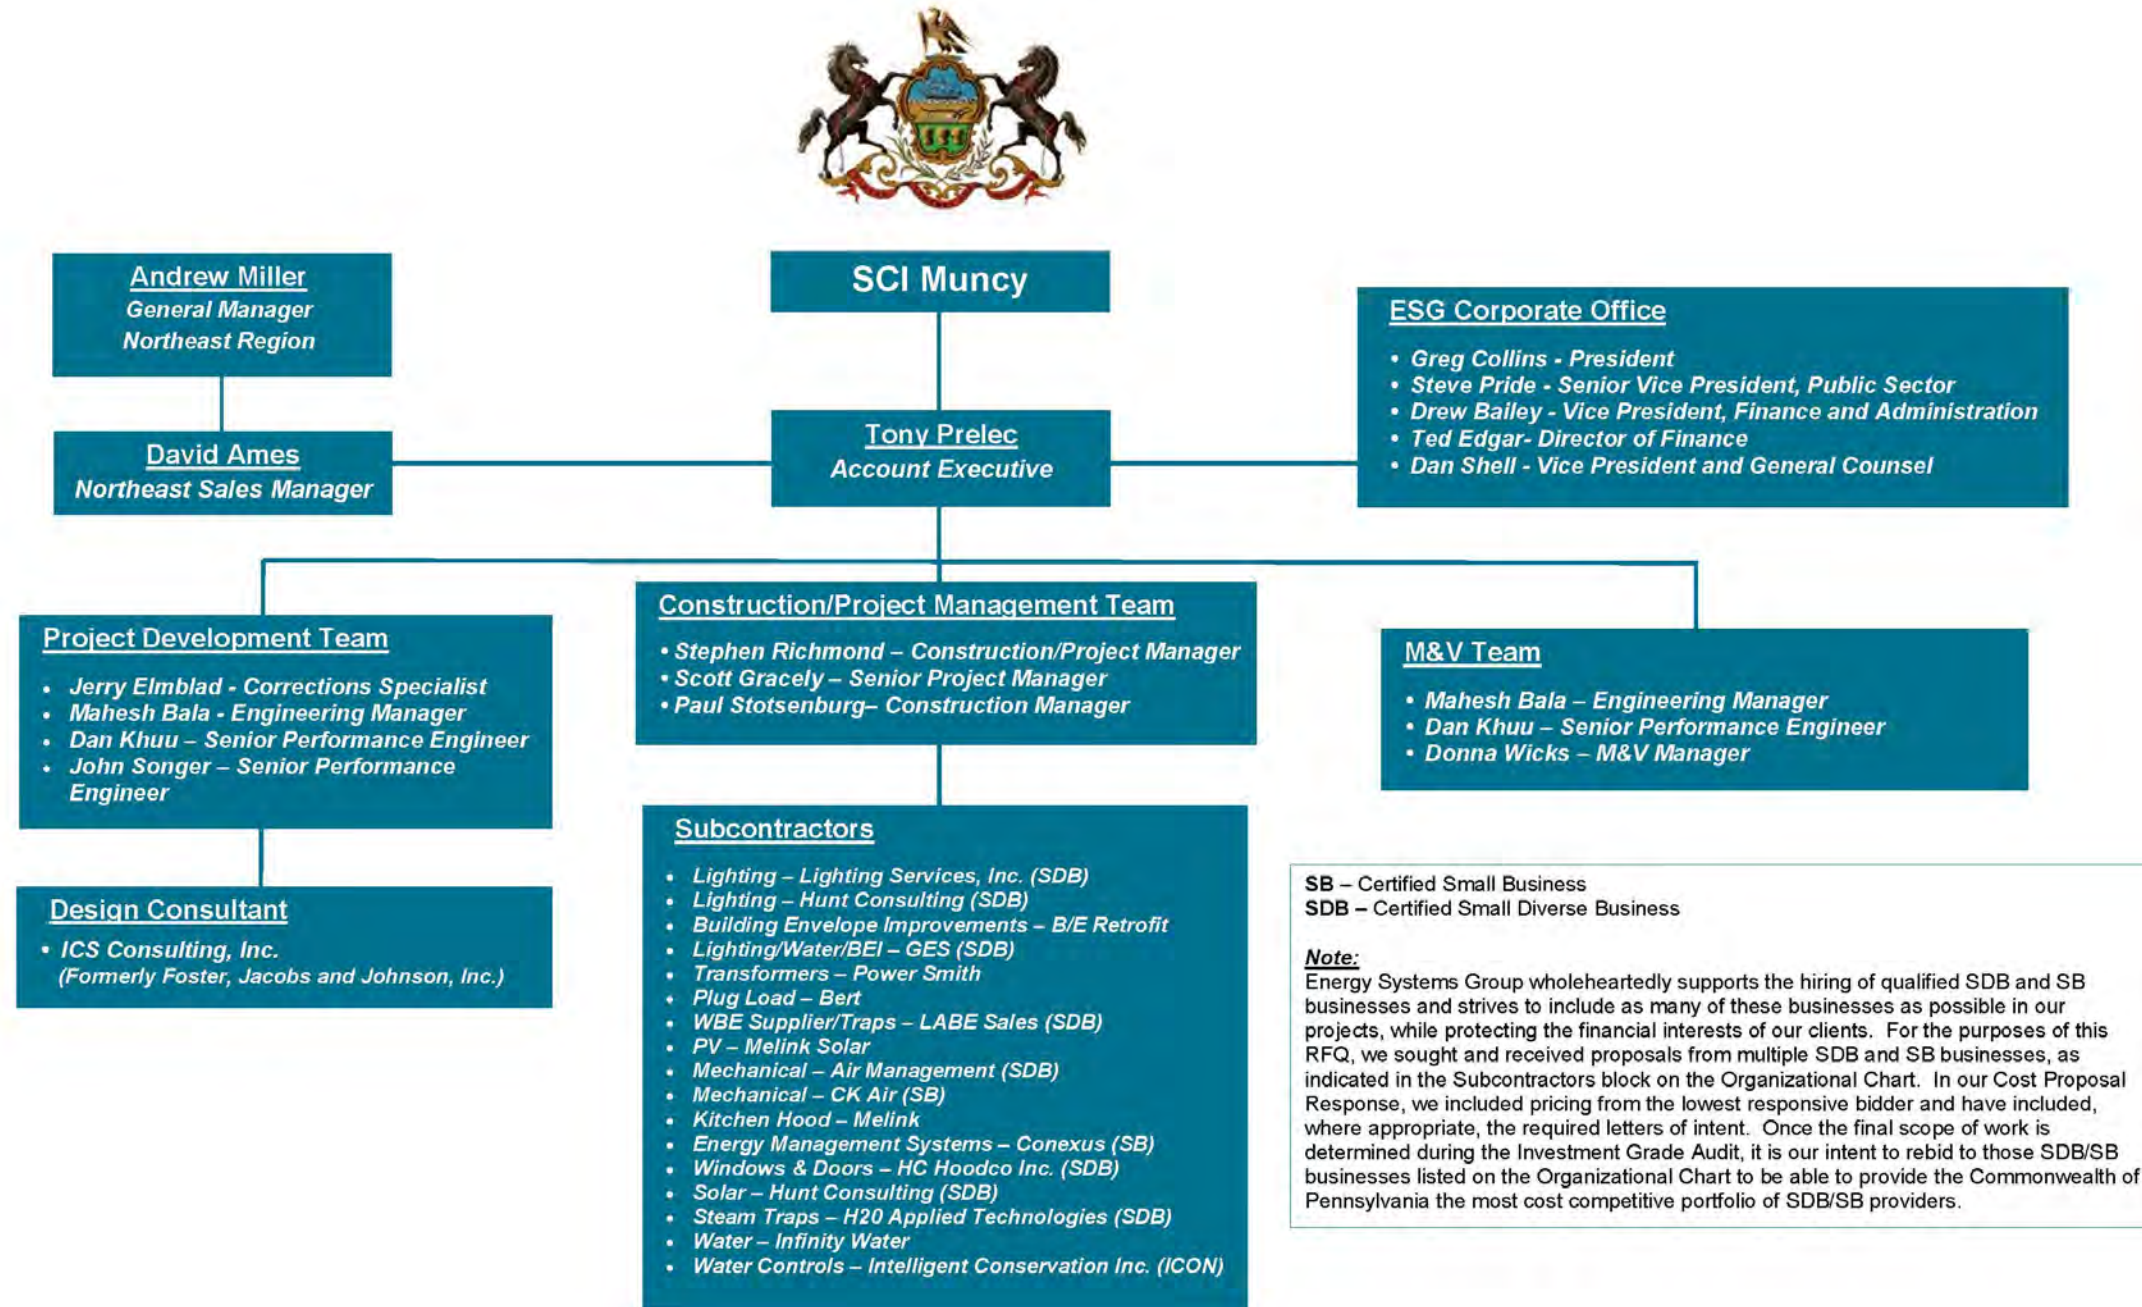 SCI Muncy
Andrew Miller
General Manager
Northeast Region
David Ames
Northeast Sales Manager
Tony Prelec
Account Executive
ESG Corporate Office
• Greg Collins - President
• Steve Pride - Senior Vice President, Public Sector
• Drew Bailey - Vice President, Finance and Administration
• Ted Edgar- Director of Finance
• Dan Shell - Vice President and General Counsel
Project Development Team
• Jerry Elmblad - Corrections Specialist
• Mahesh Bala - Engineering Manager
• Dan Khuu – Senior Performance Engineer
• John Songer – Senior Performance
Engineer
Design Consultant
• ICS Consulting, Inc.
(Formerly Foster, Jacobs and Johnson, Inc.)
Construction/Project Management Team
• Stephen Richmond – Construction/Project Manager
• Scott Gracely – Senior Project Manager
• Paul Stotsenburg– Construction Manager
Subcontractors
• Lighting – Lighting Services, Inc. (SDB)
• Lighting – Hunt Consulting (SDB)
• Building Envelope Improvements – B/E Retrofit
• Lighting/Water/BEI – GES (SDB)
• Transformers – Power Smith
• Plug Load – Bert
• WBE Supplier/Traps – LABE Sales (SDB)
• PV – Melink Solar
• Mechanical – Air Management (SDB)
• Mechanical – CK Air (SB)
• Kitchen Hood – Melink
• Energy Management Systems – Conexus (SB)
• Windows & Doors – HC Hoodco Inc. (SDB)
• Solar – Hunt Consulting (SDB)
• Steam Traps – H20 Applied Technologies (SDB)
• Water – Infinity Water
• Water Controls – Intelligent Conservation Inc. (ICON)
M&V Team
• Mahesh Bala – Engineering Manager
• Dan Khuu – Senior Performance Engineer
• Donna Wicks – M&V Manager
SB – Certified Small Business
SDB – Certified Small Diverse Business
Note:
Energy Systems Group wholeheartedly supports the hiring of qualified SDB and SB
businesses and strives to include as many of these businesses as possible in our
projects, while protecting the financial interests of our clients.  For the purposes of this
RFQ, we sought and received proposals from multiple SDB and SB businesses, as
indicated in the Subcontractors block on the Organizational Chart.  In our Cost Proposal
Response, we included pricing from the lowest responsive bidder and have included,
where appropriate, the required letters of intent.  Once the final scope of work is
determined during the Investment Grade Audit, it is our intent to rebid to those SDB/SB
businesses listed on the Organizational Chart to be able to provide the Commonwealth of
Pennsylvania the most cost competitive portfolio of SDB/SB providers.